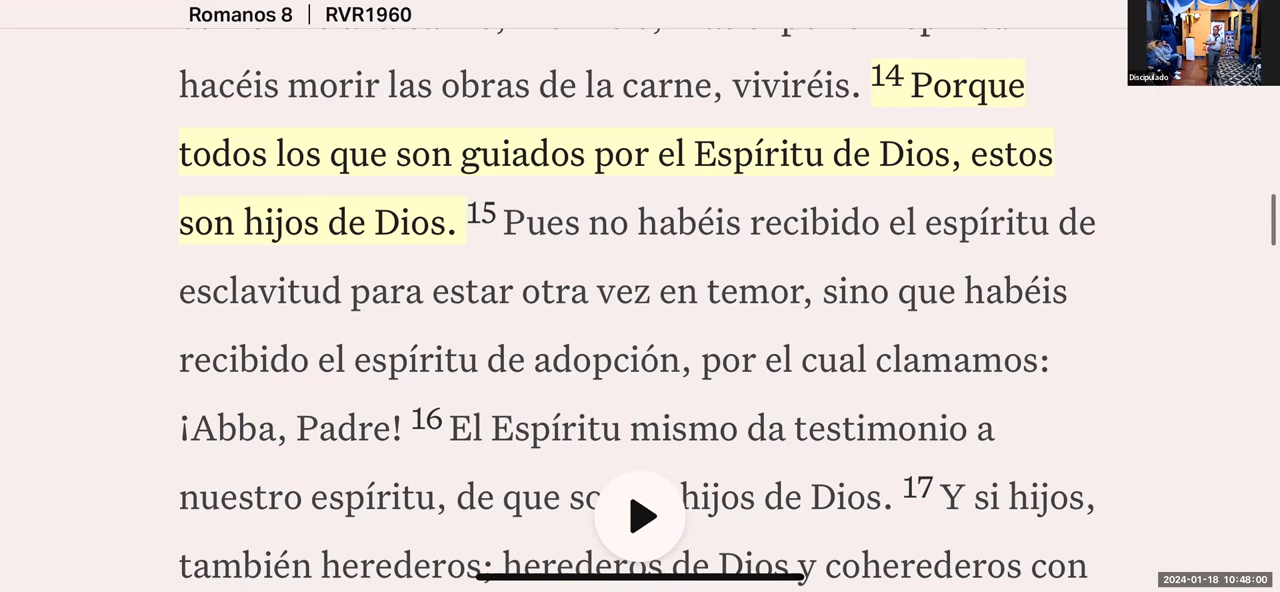 Romanos 8 | RVR1960
hacéis morir las obras de la carne, viviréis. 14 Porque
todos los que son guiados por el Espíritu de Dios, estos
son hijos de Dios. 15 Pues no habéis recibido el espíritu de
esclavitud para estar otra vez en temor, sino que habéis
recibido el espíritu de adopción, por el cual clamamos:
¡Abba, Padre! 16 El Espíritu mismo da testimonio a
nuestro espíritu, de que hijos de Dios. 17 Y si hijos,
también herederos; herederos de Dios y coherederos con
Discipulado
2024-01-18 10:48:00